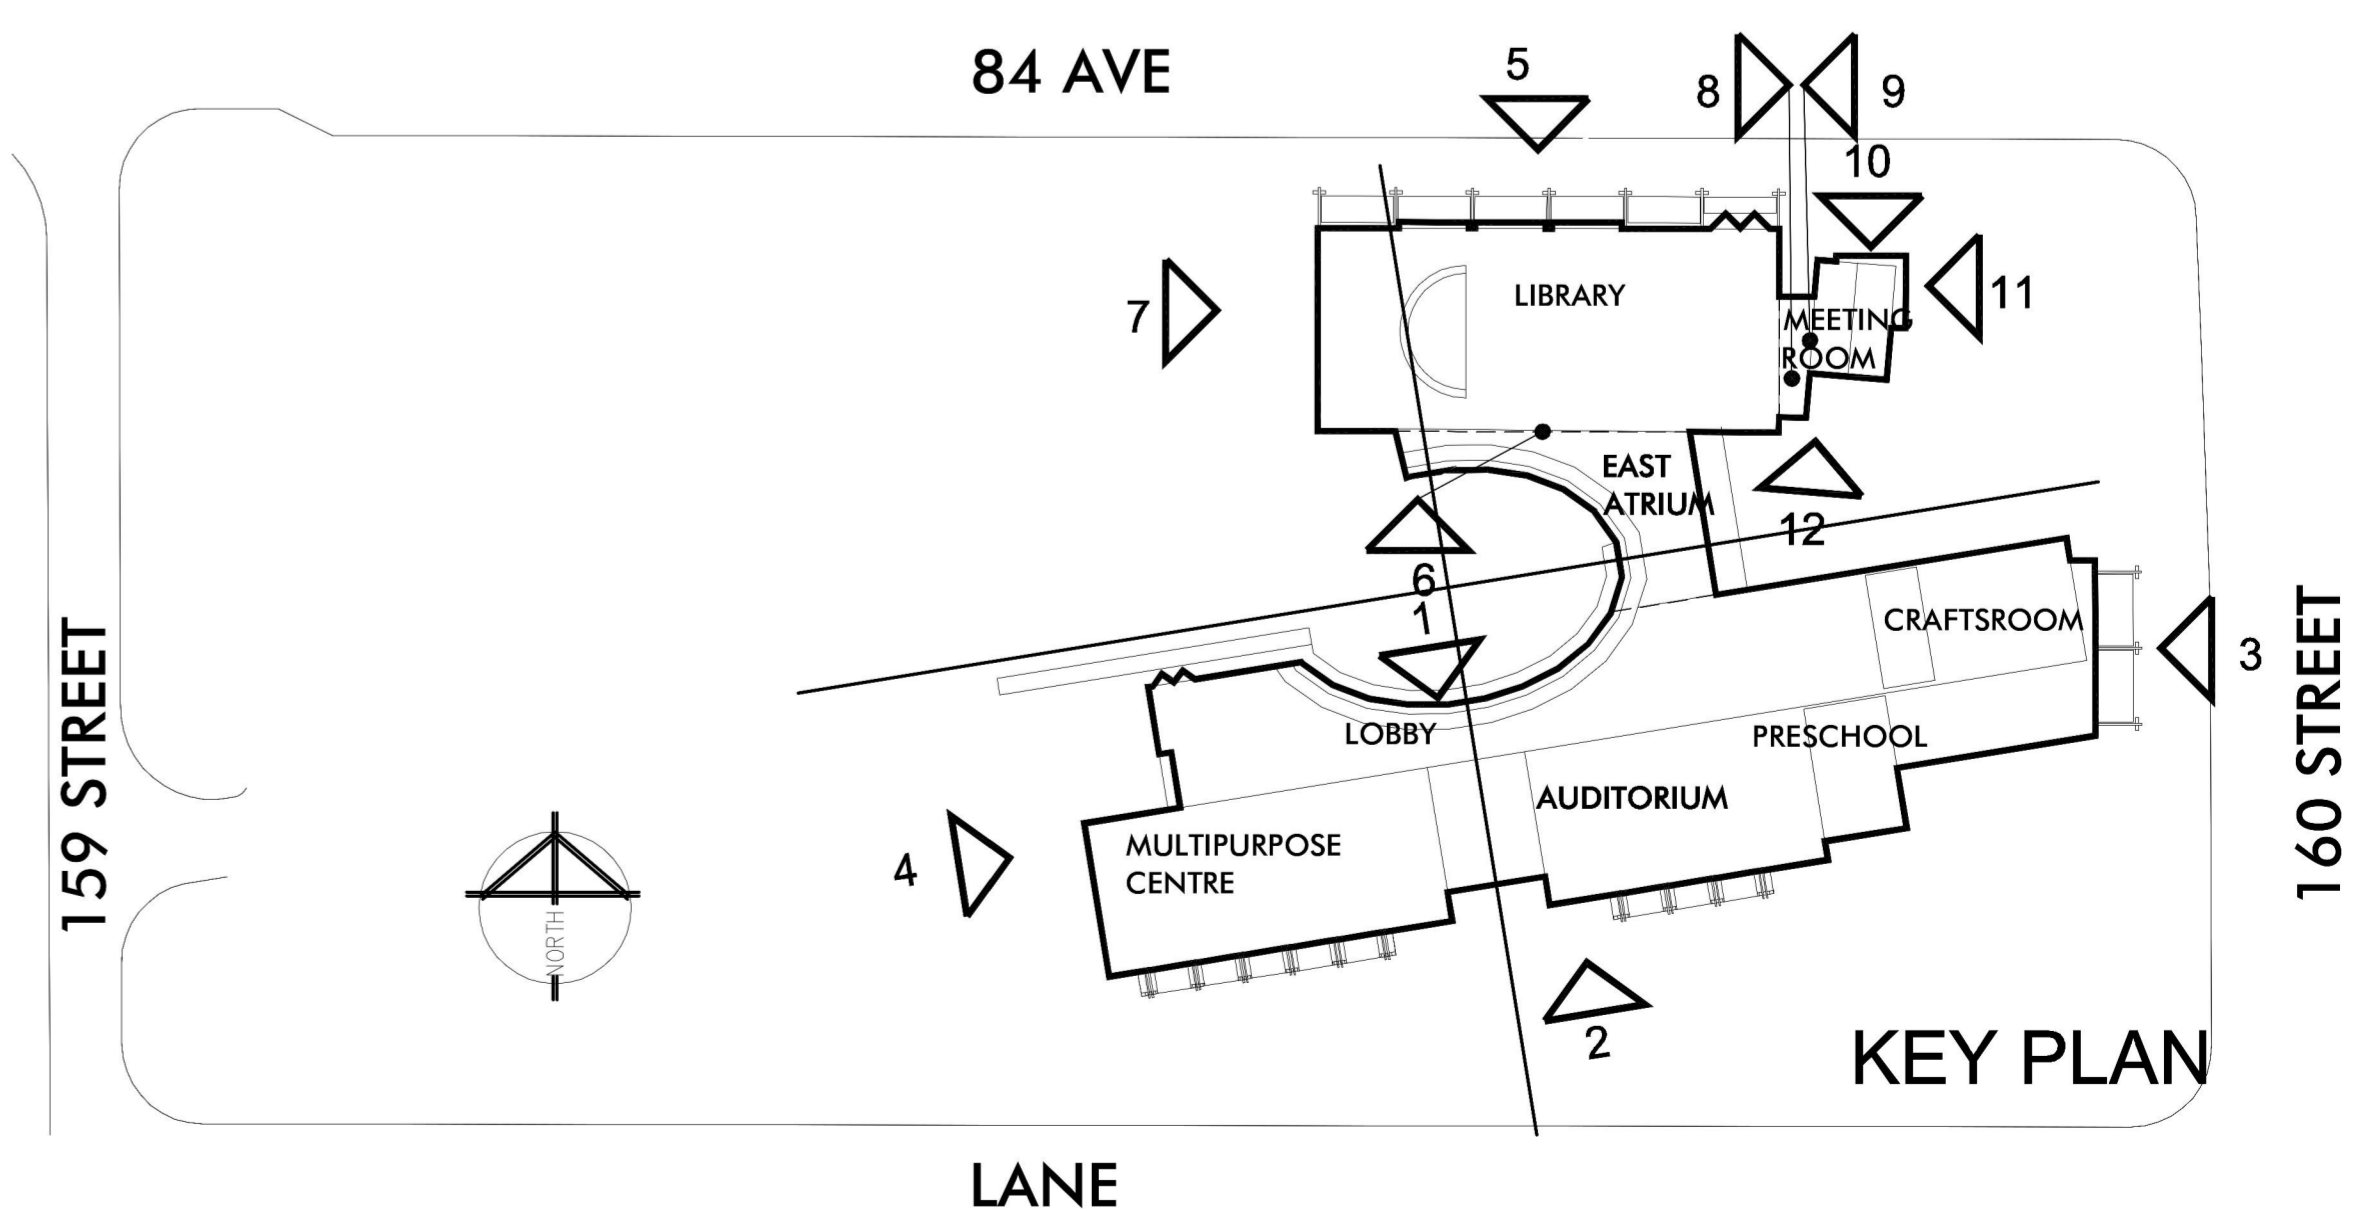 84 AVE
5
8
9
10
7
LIBRARY
11
MEETING
ROOM
EAST
ATRIUM
12
6
1
CRAFTSROOM
3
159 STREET
160 STREET
LOBBY
PRESCHOOL
AUDITORIUM
MULTIPURPOSE
CENTRE
4
NORTH
2
KEY PLAN
LANE